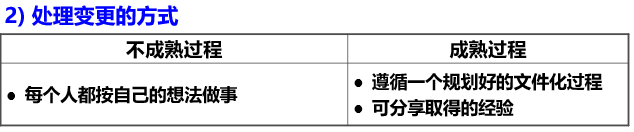 2) 处理变更的方式
不成熟过程
成熟过程
● 每个人都按自己的想法做事
● 遵循一个规划好的文件化过程
● 可分享取得的经验